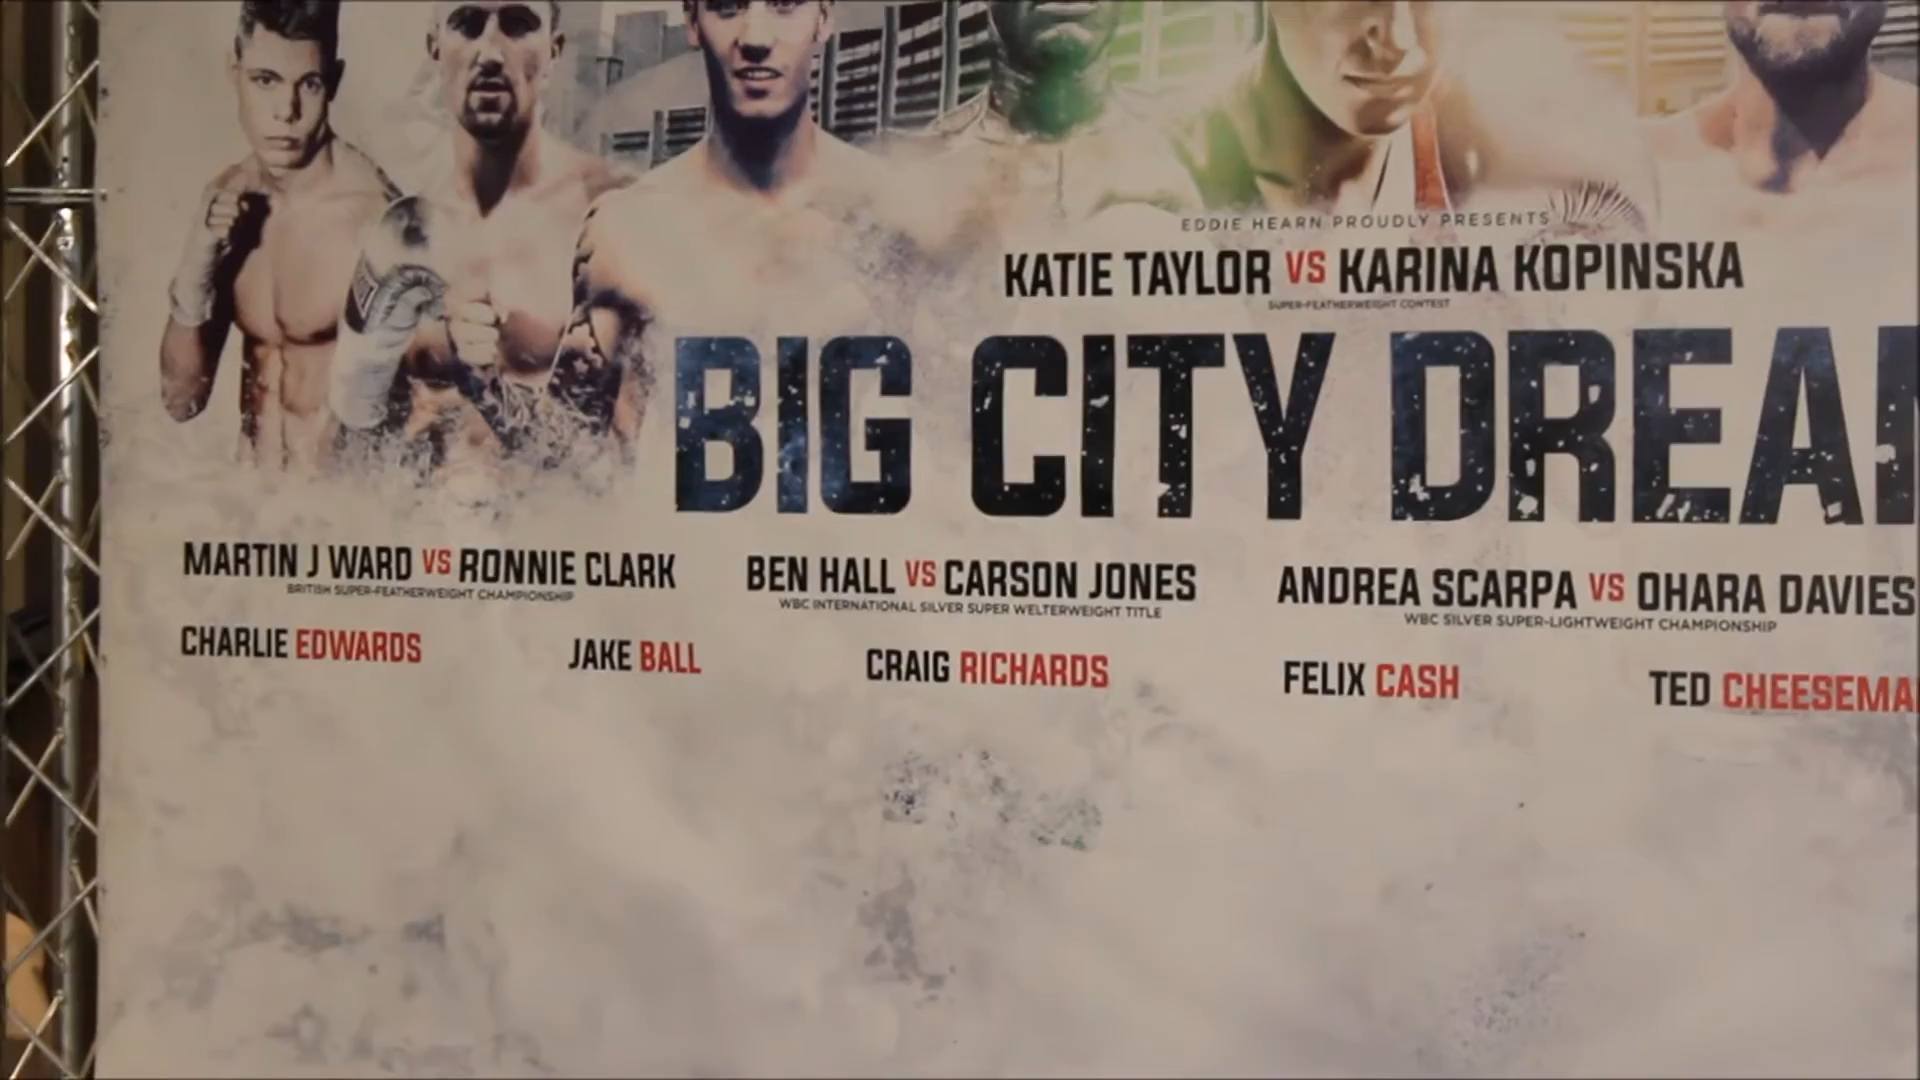 EDDIE HEARN PROUDLY PRESENTS
KATIE TAYLOR VS KARINA KOPINSKA
SUPER-FEATHERWEIGHT CONTEST
BIG CITY DREA
MARTIN J WARD VS RONNIE CLARK
BRITISH SUPER-FEATHERWEIGHT CHAMPIONSHIP
BEN HALL VS CARSON JONES
WBC INTERNATIONAL SILVER SUPER WELTERWEIGHT TITLE
ANDREA SCARPA VS OHARA DAVIES
WBC SILVER SUPER-LIGHTWEIGHT CHAMPIONSHIP
CHARLIE EDWARDS
JAKE BALL
CRAIG RICHARDS
FELIX CASH
TED CHEESEMA